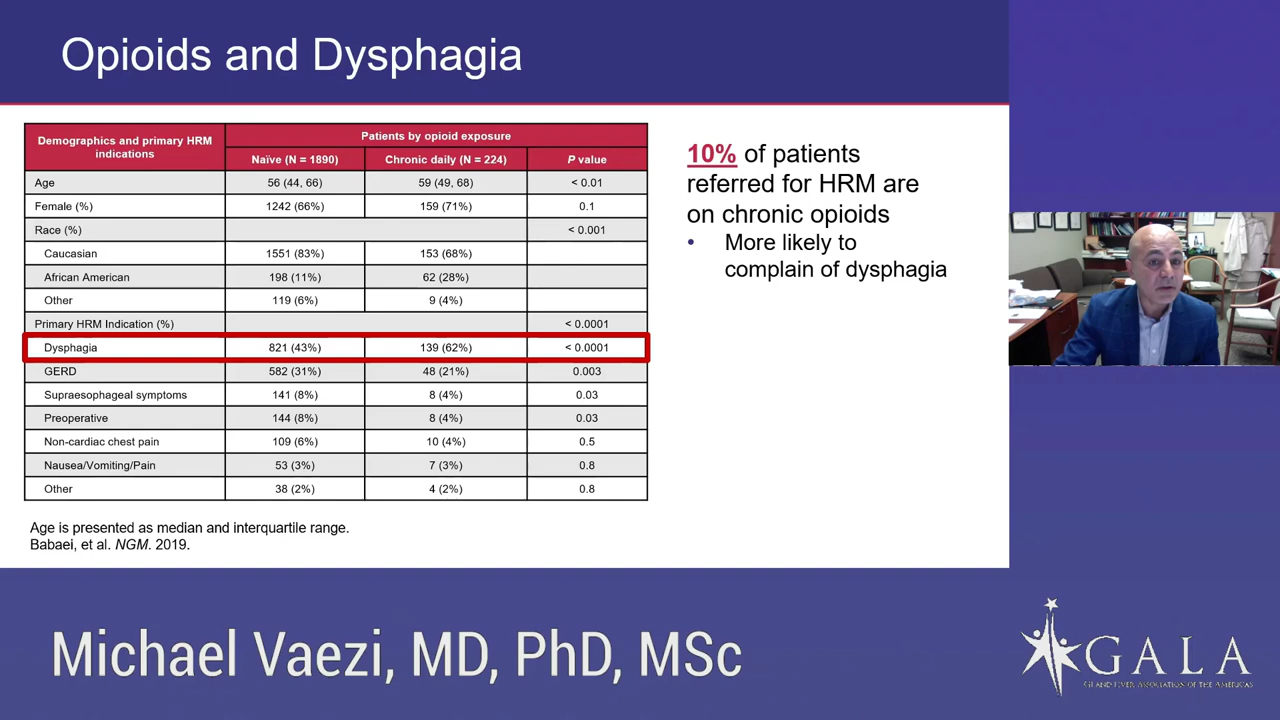 Opioids and Dysphagia
Demographics and primary HRM
indications
Patients by opioid exposure
Naïve (N = 1890) Chronic daily (N = 224) P value
Age 56 (44, 66) 59 (49, 68) < 0.01
Female (%) 1242 (66%) 159 (71%) 0.1
Race (%) < 0.001
Caucasian 1551 (83%) 153 (68%)
African American 198 (11%) 62 (28%)
Other 119 (6%) 9 (4%)
Primary HRM Indication (%) < 0.0001
Dysphagia 821 (43%) 139 (62%) < 0.0001
GERD 582 (31%) 48 (21%) 0.003
Supraesophageal symptoms 141 (8%) 8 (4%) 0.03
Preoperative 144 (8%) 8 (4%) 0.03
Non-cardiac chest pain 109 (6%) 10 (4%) 0.5
Nausea/Vomiting/Pain 53 (3%) 7 (3%) 0.8
Other 38 (2%) 4 (2%) 0.8
Age is presented as median and interquartile range.
Babaei, et al. NGM. 2019.
10% of patients
referred for HRM are
on chronic opioids
• More likely to
complain of dysphagia
Michael Vaezi, MD, PhD, MSc
GALA
GI AND LIVER ASSOCIATION OF THE AMERICAS